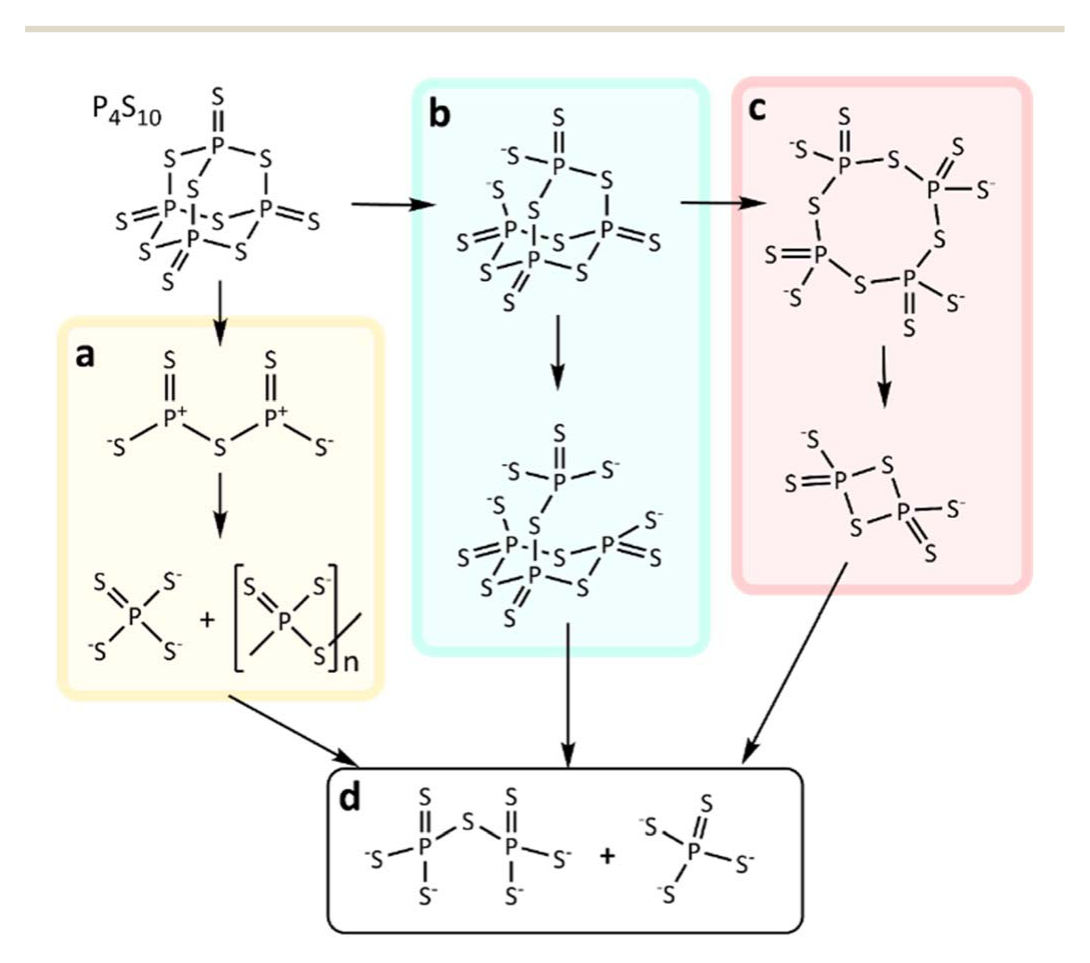 P₄S₁₀
S
P
S S
S
S P S P S
S P S
S
a
S S
P⁺ P⁺
⁻S S S⁻
S S⁻
P
⁻S S⁻
+
S S⁻
P
S n
b
S
⁻S P
⁻S S
S
S P S P S
S P S
S
S
⁻S P S⁻
⁻S S S⁻
S P S P S
S P S
S
c
S
⁻S P S S
P S⁻
S
S P S
⁻S S P S⁻
S
⁻S
S P S
S P S⁻
S
d
S S
S
⁻S P P S⁻
S⁻ S⁻
+
⁻S S
P S⁻
⁻S